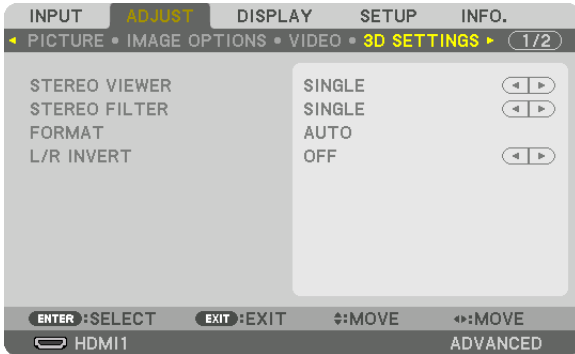 INPUT ADJUST DISPLAY SETUP INFO.
◀ PICTURE • IMAGE OPTIONS • VIDEO • 3D SETTINGS ▶ 1/2
STEREO VIEWER SINGLE ◀ ▶
STEREO FILTER SINGLE ◀ ▶
FORMAT AUTO
L/R INVERT OFF ◀ ▶
ENTER :SELECT EXIT :EXIT ♦:MOVE ◀▶:MOVE
HDMI1 ADVANCED